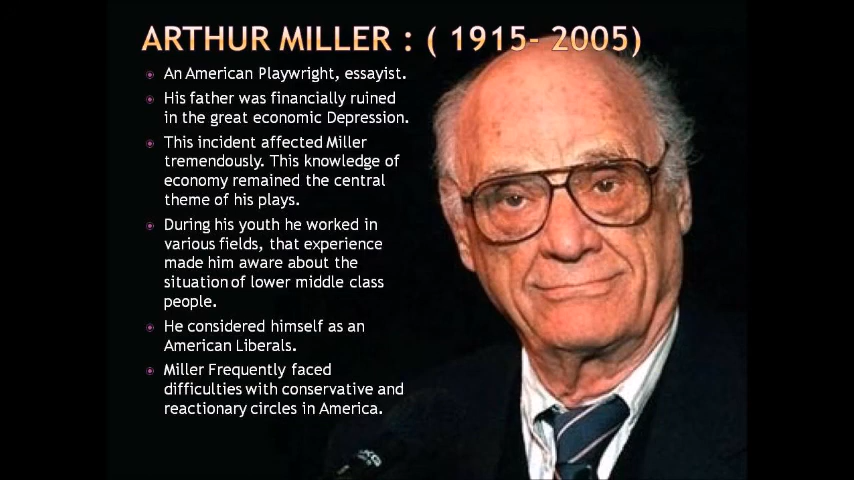 ARTHUR MILLER : ( 1915- 2005)
An American Playwright, essayist.
His father was financially ruined
in the great economic Depression.
This incident affected Miller
tremendously. This knowledge of
economy remained the central
theme of his plays.
During his youth he worked in
various fields, that experience
made him aware about the
situation of lower middle class
people.
He considered himself as an
American Liberals.
Miller Frequently faced
difficulties with conservative and
reactionary circles in America.